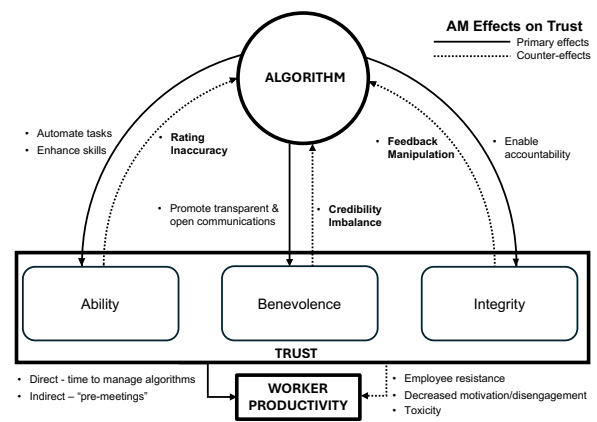 AM Effects on Trust
Primary effects
Counter-effects
ALGORITHM
• Automate tasks
• Enhance skills
• Rating
Inaccuracy
• Feedback
Manipulation
• Enable
accountability
• Promote transparent &
open communications
• Credibility
Imbalance
Ability
Benevolence
Integrity
TRUST
• Direct - time to manage algorithms
• Indirect – “pre-meetings”
WORKER
PRODUCTIVITY
• Employee resistance
• Decreased motivation/disengagement
• Toxicity